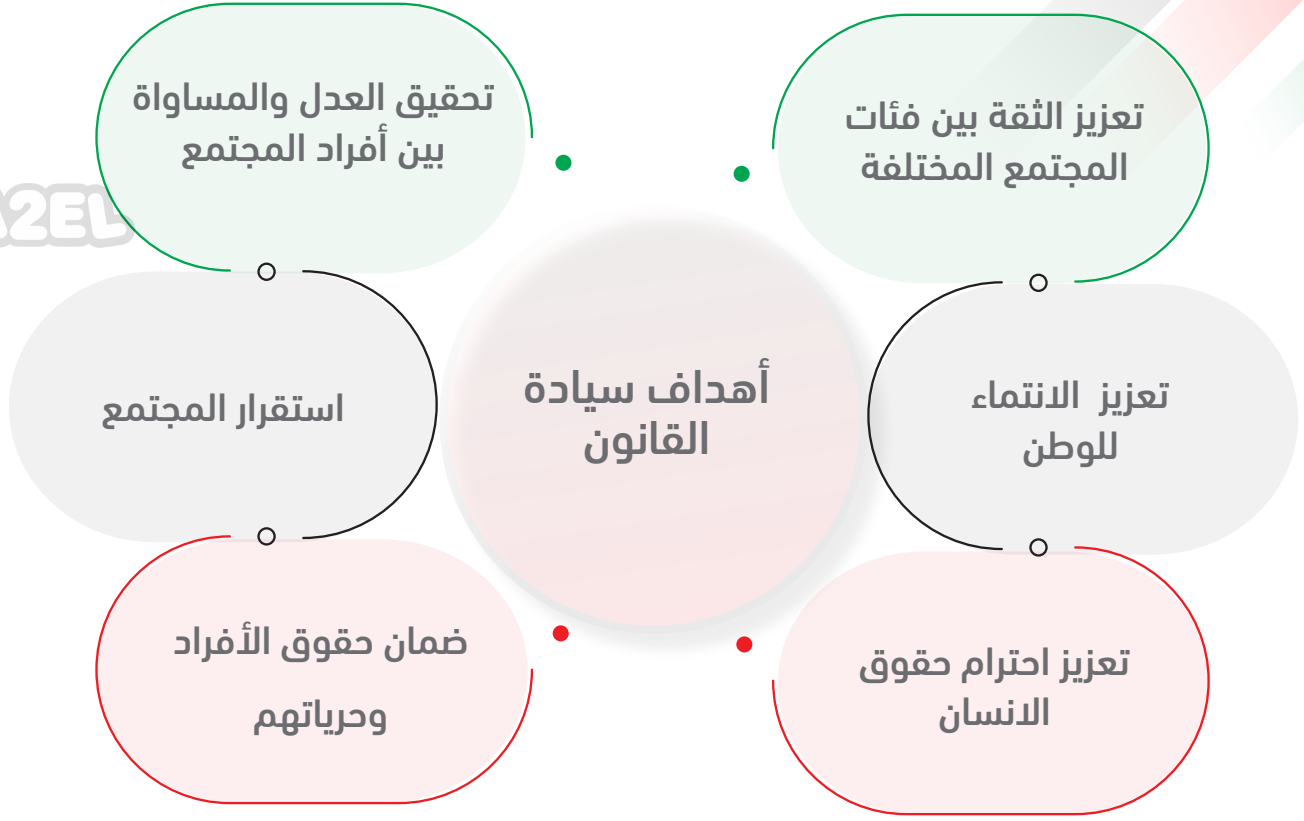 أهداف سيادة
القانون
تعزيز الثقة بين فئات
المجتمع المختلفة
تعزيز الانتماء
للوطن
تعزيز احترام حقوق
الانسان
تحقيق العدل والمساواة
بين أفراد المجتمع
استقرار المجتمع
ضمان حقوق الأفراد
وحرياتهم